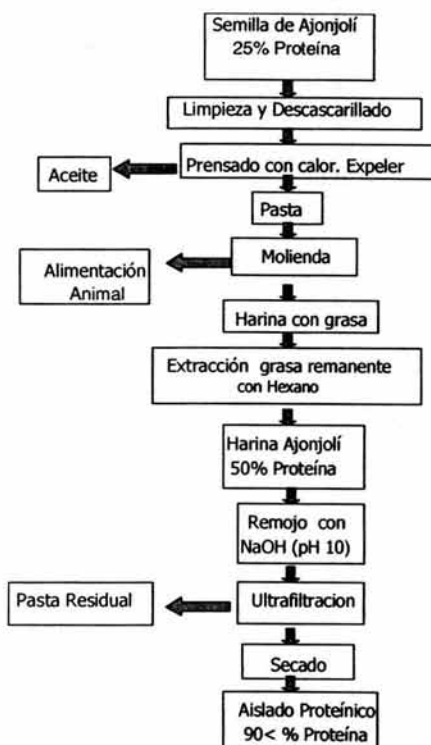 Semilla de Ajonjolí
25% Proteína
Limpieza y Descascarillado
Prensado con calor. Expeler
Aceite
Pasta
Molienda
Alimentación
Animal
Harina con grasa
Extracción grasa remanente
con Hexano
Harina Ajonjolí
50% Proteína
Remojo con
NaOH (pH 10)
Ultrafiltracion
Pasta Residual
Secado
Aislado Proteínico
90< % Proteína